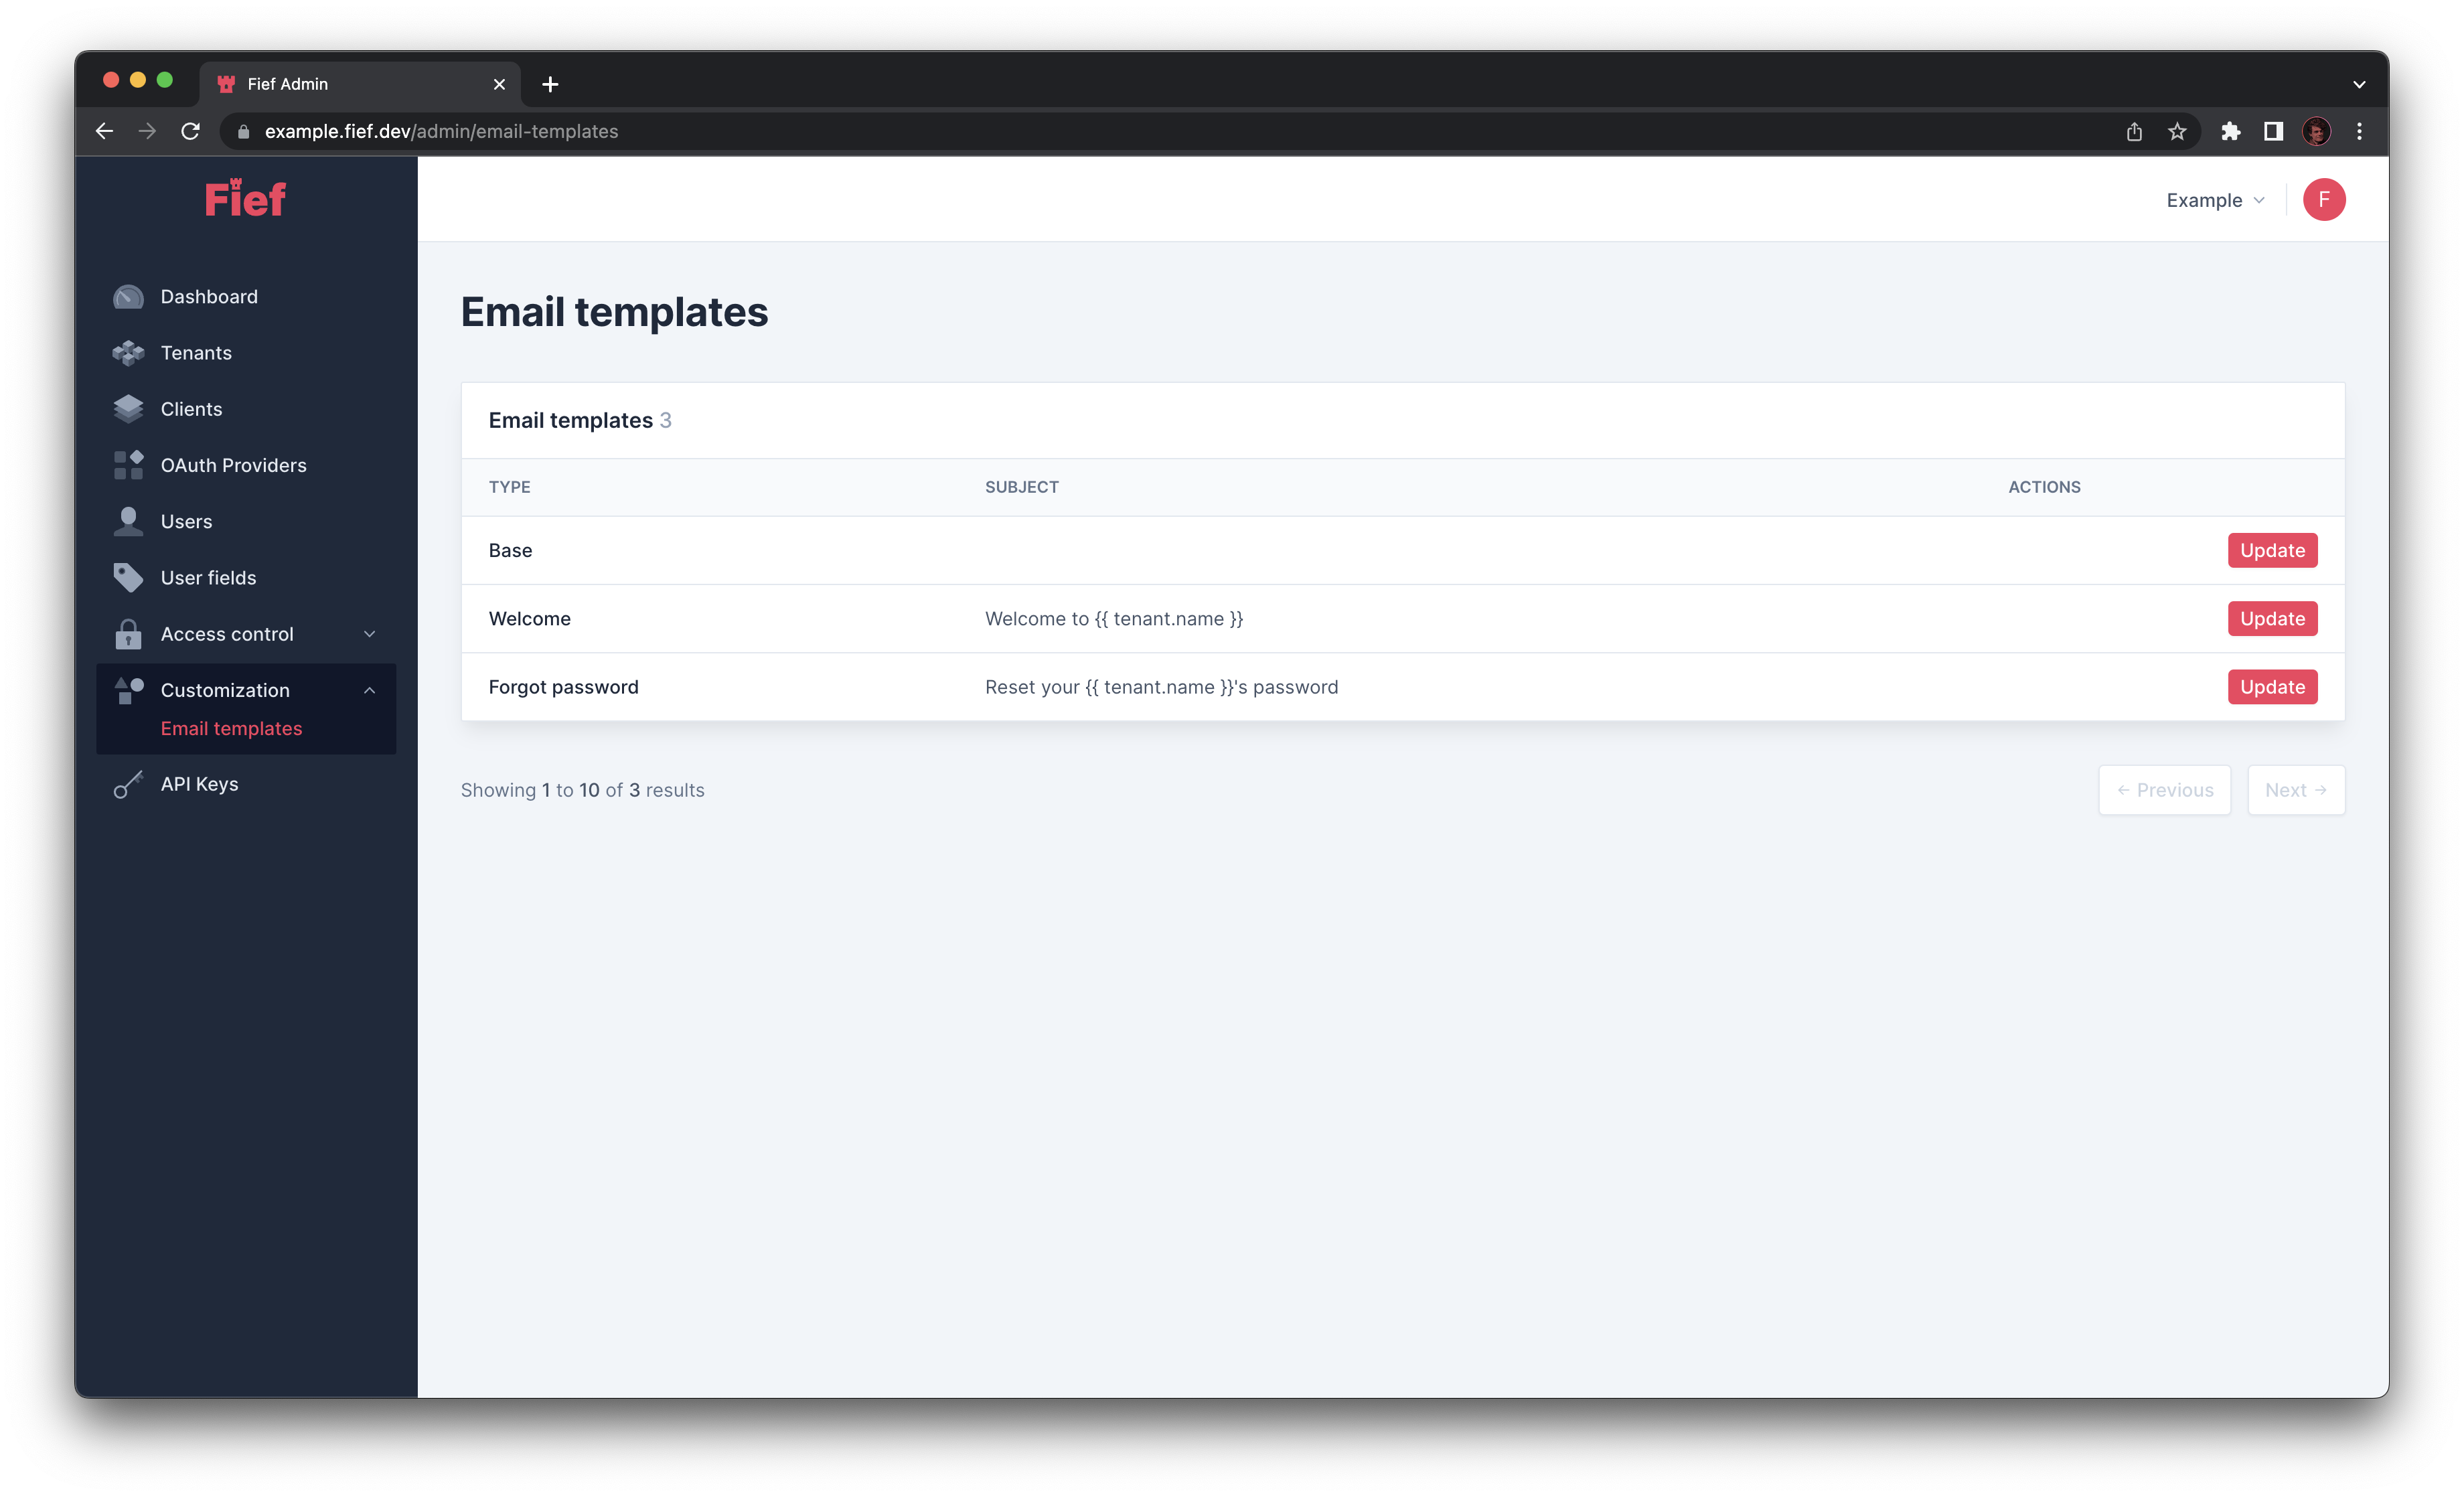 Fief Admin
example.fief.dev/admin/email-templates
Fief
Example
F
Dashboard
Tenants
Clients
OAuth Providers
Users
User fields
Access control
Customization
Email templates
API Keys
Email templates
Email templates 3
TYPE SUBJECT ACTIONS
Base Update
Welcome Welcome to {{ tenant.name }} Update
Forgot password Reset your {{ tenant.name }}'s password Update
Showing 1 to 10 of 3 results
← Previous Next →